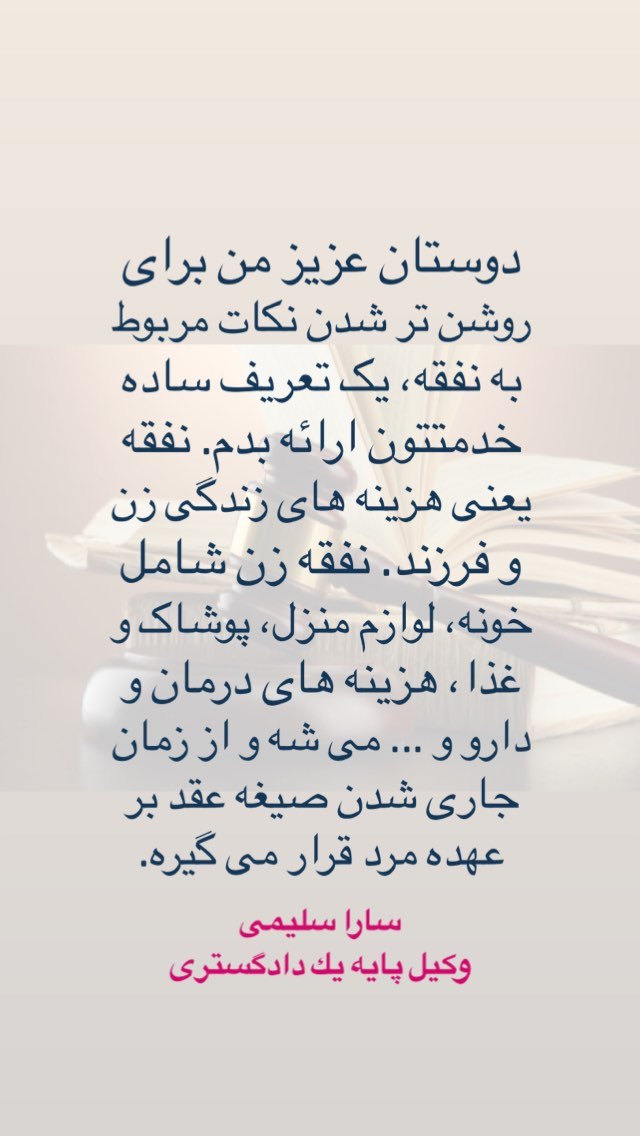 دوستان عزیز من برای
روشن تر شدن نکات مربوط
به نفقه، یک تعریف ساده
خدمتتون ارائه بدم. نفقه
یعنی هزینه های زندگی زن
و فرزند. نفقه زن شامل
خونه، لوازم منزل، پوشاک و
غذا ، هزینه های درمان و
دارو و ... می شه و از زمان
جاری شدن صیغه عقد بر
عهده مرد قرار می گیره.
سارا سلیمی
وکیل پایه یك دادگستری